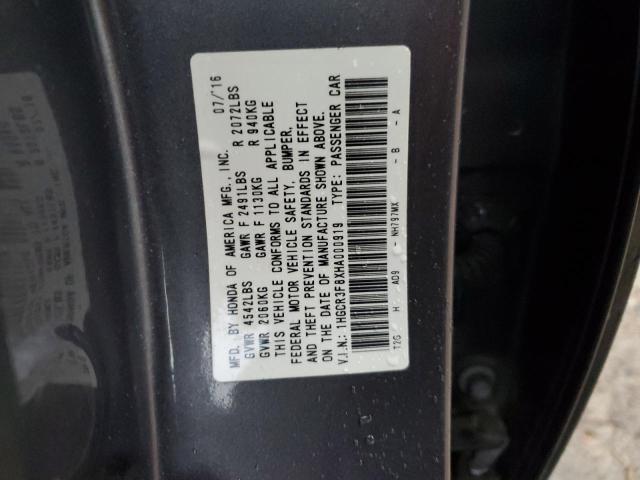 MFD. BY HONDA OF AMERICA MFG., INC. 07/'16
GVWR 4542LBS GAWR F 2491LBS R 2072LBS
GVWR 2060KG GAWR F 1130KG R 940KG
THIS VEHICLE CONFORMS TO ALL APPLICABLE
FEDERAL MOTOR VEHICLE SAFETY, BUMPER,
AND THEFT PREVENTION STANDARDS IN EFFECT
ON THE DATE OF MANUFACTURE SHOWN ABOVE.
V.I.N.: 1HGCR3F8XHA000919 TYPE: PASSENGER CAR
T2G H AD9 - NH797MX - B - A